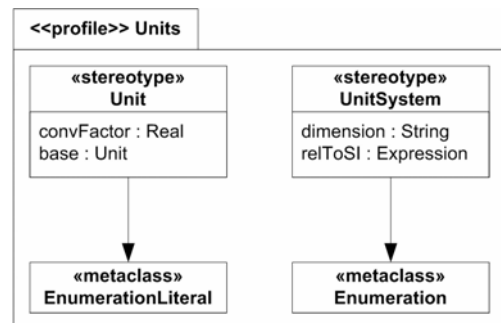 <<profile>> Units
«stereotype»
Unit
convFactor : Real
base : Unit
«stereotype»
UnitSystem
dimension : String
relToSI : Expression
«metaclass»
EnumerationLiteral
«metaclass»
Enumeration